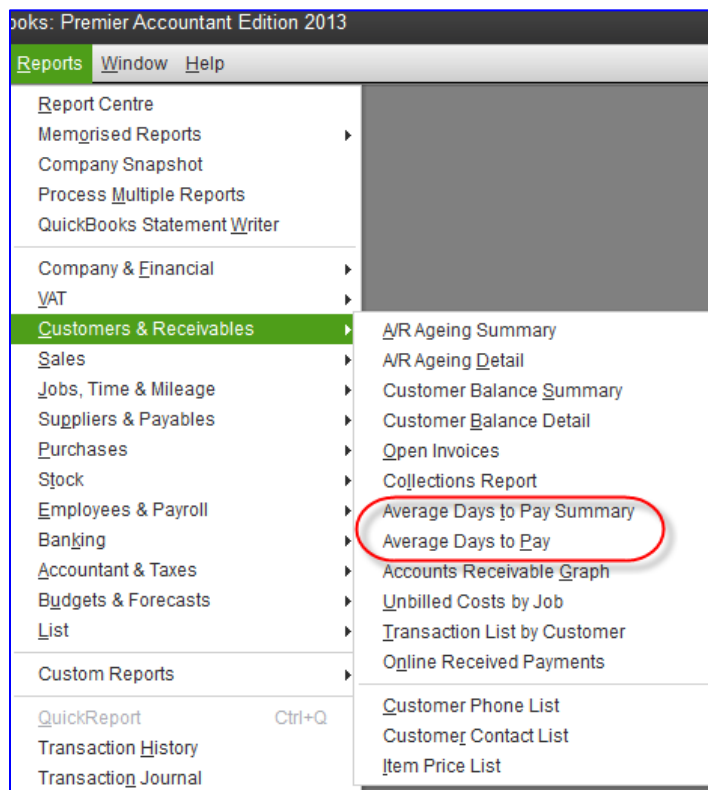 ooks: Premier Accountant Edition 2013
Reports Window Help
Report Centre
Memorised Reports
Company Snapshot
Process Multiple Reports
QuickBooks Statement Writer
Company & Financial
VAT
Customers & Receivables
Sales
Jobs, Time & Mileage
Suppliers & Payables
Purchases
Stock
Employees & Payroll
Banking
Accountant & Taxes
Budgets & Forecasts
List
Custom Reports
QuickReport Ctrl+Q
Transaction History
Transaction Journal
A/R Ageing Summary
A/R Ageing Detail
Customer Balance Summary
Customer Balance Detail
Open Invoices
Collections Report
Average Days to Pay Summary
Average Days to Pay
Accounts Receivable Graph
Unbilled Costs by Job
Transaction List by Customer
Online Received Payments
Customer Phone List
Customer Contact List
Item Price List